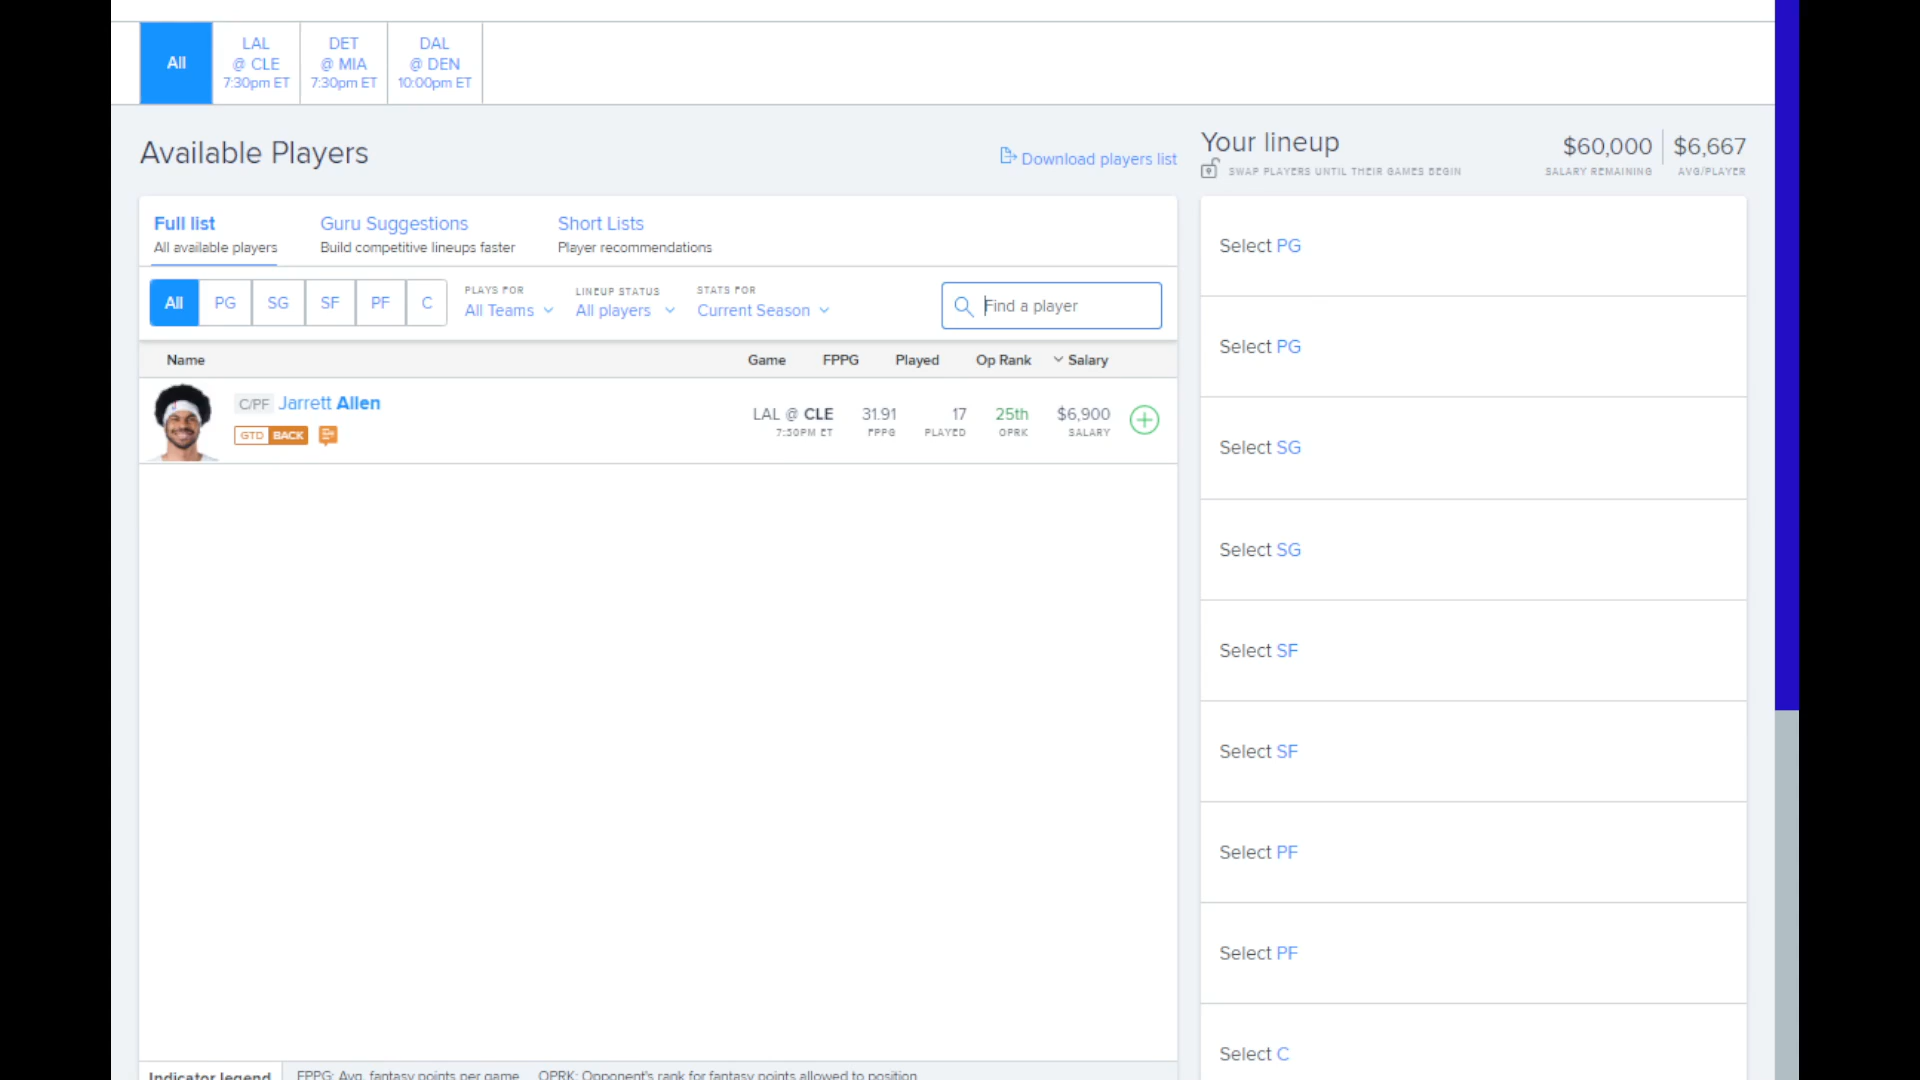 All
LAL
@ CLE
7:30pm ET
DET
@ MIA
7:30pm ET
DAL
@ DEN
10:00pm ET
Available Players
Download players list
Full list
All available players
Guru Suggestions
Build competitive lineups faster
Short Lists
Player recommendations
All PG SG SF PF C
PLAYS FOR
All Teams
LINEUP STATUS
All players
STATS FOR
Current Season
Find a player
Name Game FPPG Played Op Rank Salary
C/PF Jarrett Allen
GTD BACK
LAL @ CLE
7:30PM ET
31.91
FPPG
17
PLAYED
25th
OPRK
$6,900
SALARY
Indicator legend
FPPG: Avg. fantasy points per game OPRK: Opponent's rank for fantasy points allowed to position
Your lineup
SWAP PLAYERS UNTIL THEIR GAMES BEGIN
$60,000
SALARY REMAINING
$6,667
AVG/PLAYER
Select PG
Select PG
Select SG
Select SG
Select SF
Select SF
Select PF
Select PF
Select C